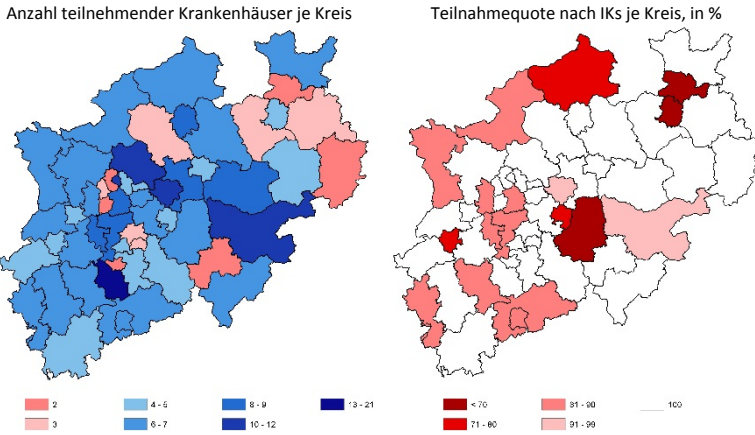 Anzahl teilnehmender Krankenhäuser je Kreis
Teilnahmequote nach IKs je Kreis, in %
2
4 - 5
8 - 9
13 - 21
3
6 - 7
10 - 12
< 70
81 - 90
100
71 - 80
91 - 99